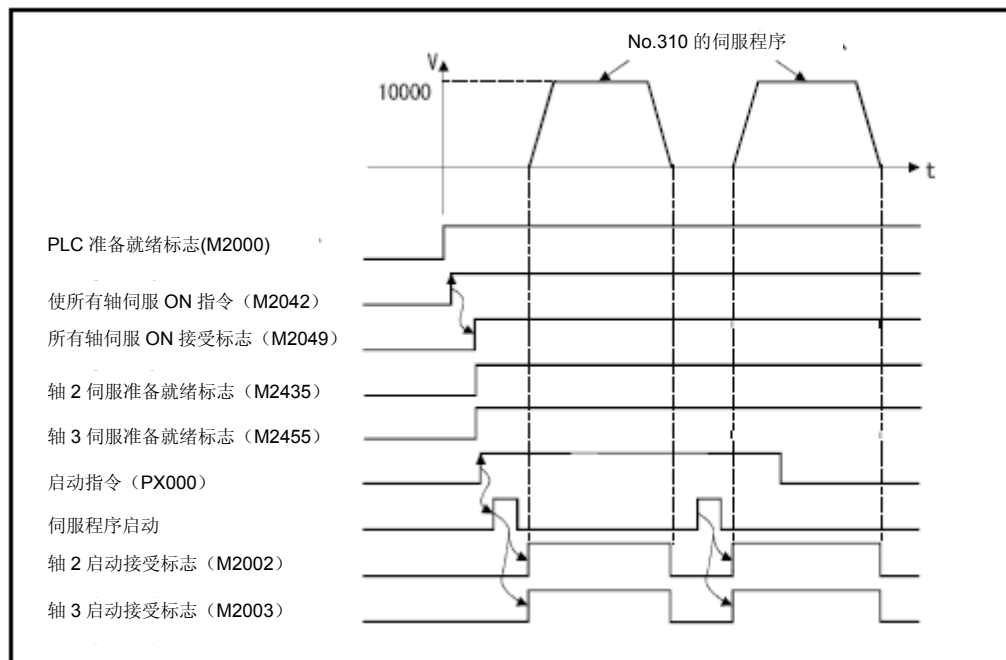 No.310 的伺服程序
V
10000
t
PLC 准备就绪标志(M2000)
使所有轴伺服 ON 指令（M2042）
所有轴伺服 ON 接受标志（M2049）
轴 2 伺服准备就绪标志（M2435）
轴 3 伺服准备就绪标志（M2455）
启动指令（PX000）
伺服程序启动
轴 2 启动接受标志（M2002）
轴 3 启动接受标志（M2003）